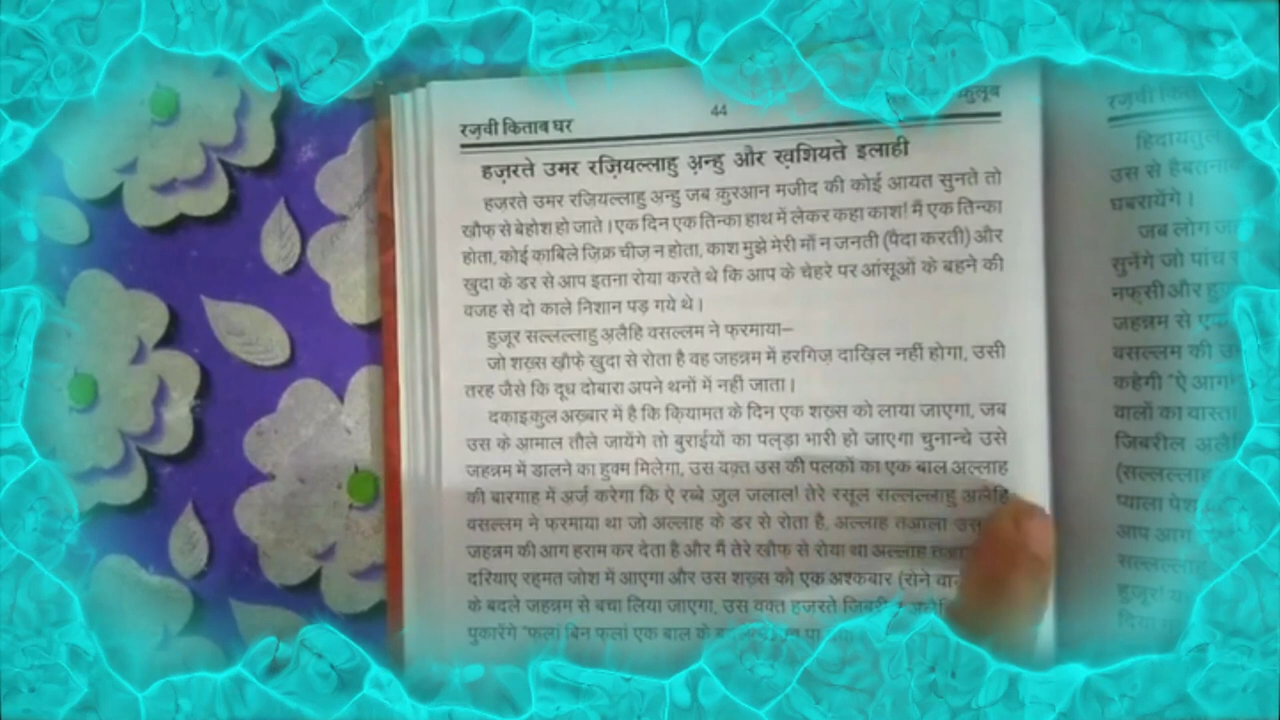 44
रज़वी किताब घर
हज़रते उमर रज़ियल्लाहु अ़न्हु और ख़शियते इलाही
हज़रते उमर रज़ियल्लाहु अ़न्हु जब क़ुरआन मजीद की कोई आयत सुनते तो
ख़ौफ़ से बेहोश हो जाते। एक दिन एक तिन्का हाथ में लेकर कहा काश! मैं एक तिन्का
होता, कोई क़ाबिले ज़िक्र चीज़ न होता, काश मुझे मेरी माँ न जनती (पैदा करती) और
ख़ुदा के डर से आप इतना रोया करते थे कि आप के चेहरे पर आंसूओं के बहने की
वजह से दो काले निशान पड़ गये थे।
हुज़ूर सल्लल्लाहु अ़लैहि वसल्लम ने फ़रमाया–
जो शख़्स ख़ौफ़े ख़ुदा से रोता है वह जहन्नम में हरगिज़ दाख़िल नहीं होगा, उसी
तरह जैसे कि दूध दोबारा अपने थनों में नहीं जाता।
दकाइकुल अख़्बार में है कि क़ियामत के दिन एक शख़्स को लाया जाएगा, जब
उस के आमाल तौले जायेंगे तो बुराईयों का पलड़ा भारी हो जाएगा चुनान्चे उसे
जहन्नम में डालने का हुक्म मिलेगा, उस वक़्त उस की पलकों का एक बाल अल्लाह
की बारगाह में अर्ज़ करेगा कि ऐ रब्बे ज़ुल जलाल! तेरे रसूल सल्लल्लाहु अलैहि
वसल्लम ने फ़रमाया था जो अल्लाह के डर से रोता है, अल्लाह तआला
जहन्नम की आग हराम कर देता है और मैं तेरे ख़ौफ़ से रोया था अल्लाह
दरियाए रहमत जोश में आएगा और उस शख़्स को एक अश्कबार (रोने
के बदले जहन्नम से बचा लिया जाएगा, उस वक्त हज़रते
पुकारेंगे "फ़लां बिन फ़लां एक बाल के
हिदायतुल
उस से
घबरायेंगे।
जब लोग
सुनेंगे जो पांच
नफ़्सी और
जहन्नम से
वसल्लम की
कहेगी "ऐ आग
वालों का वास्ता
जिबरील
(सल्लल्लाह
प्याला
आप आग
हुज़ूर!